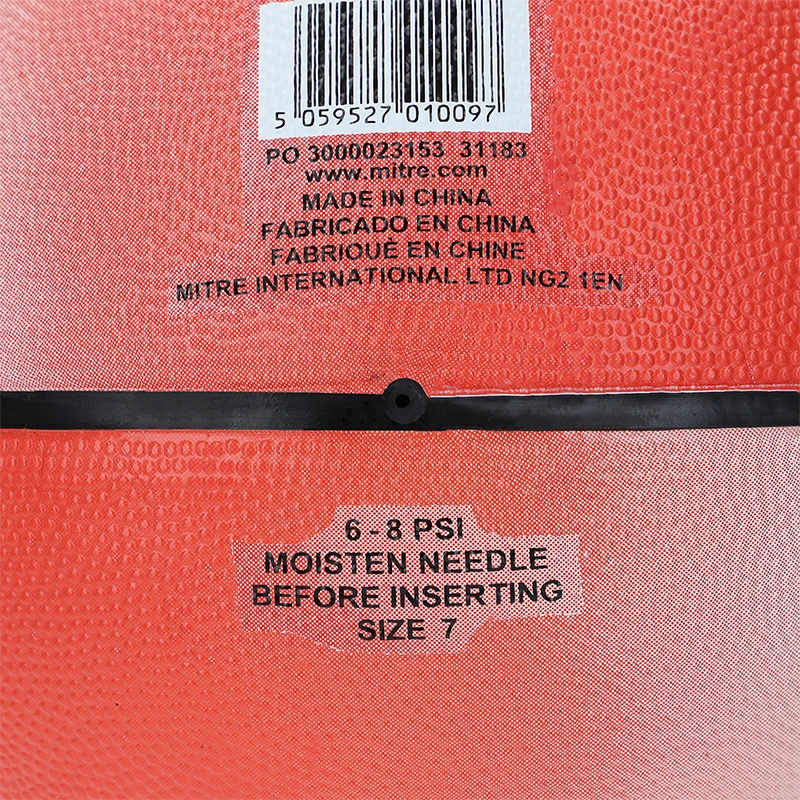 5 059527 010097
PO 3000023153 31183
www.mitre.com
MADE IN CHINA
FABRICADO EN CHINA
FABRIQUÈ EN CHINE
MITRE INTERNATIONAL LTD NG2 1EN
6-8 PSI
MOISTEN NEEDLE
BEFORE INSERTING
SIZE 7